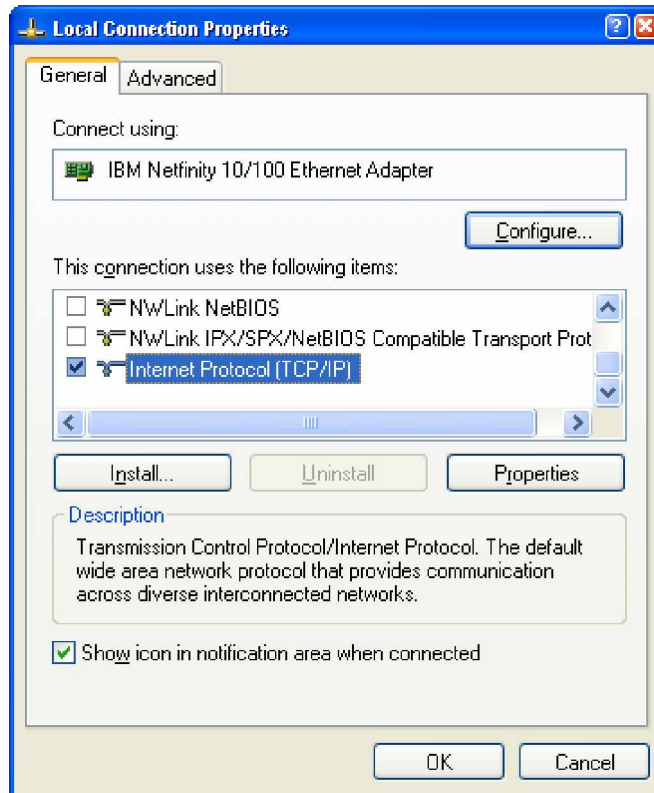 Local Connection Properties
General
Advanced
Connect using:
IBM Netfinity 10/100 Ethernet Adapter
Configure...
This connection uses the following items:
NWLink NetBIOS
NWLink IPX/SPX/NetBIOS Compatible Transport Prot
Internet Protocol (TCP/IP)
Install...
Uninstall
Properties
Description
Transmission Control Protocol/Internet Protocol. The default
wide area network protocol that provides communication
across diverse interconnected networks.
Show icon in notification area when connected
OK
Cancel